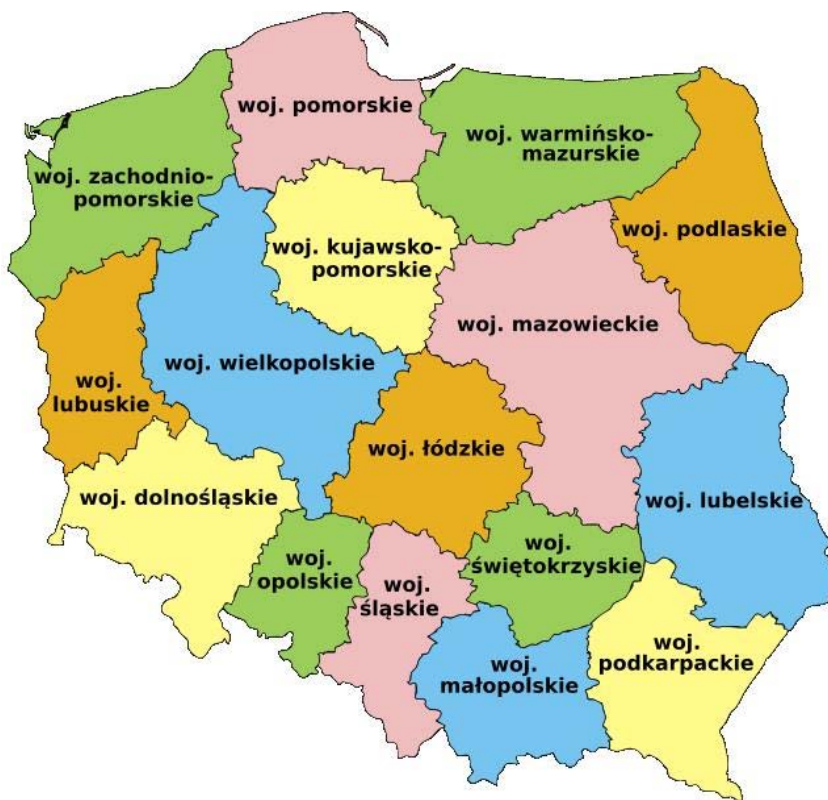 woj. pomorskie
woj. warmińsko-
mazurskie
woj. zachodnio-
pomorskie
woj. podlaskie
woj. kujawsko-
pomorskie
woj. mazowieckie
woj. wielkopolskie
woj.
lubuskie
woj. łódzkie
woj. dolnośląskie
woj. lubelskie
woj.
opolskie
woj.
świętokrzyskie
woj.
śląskie
woj.
podkarpackie
woj.
małopolskie